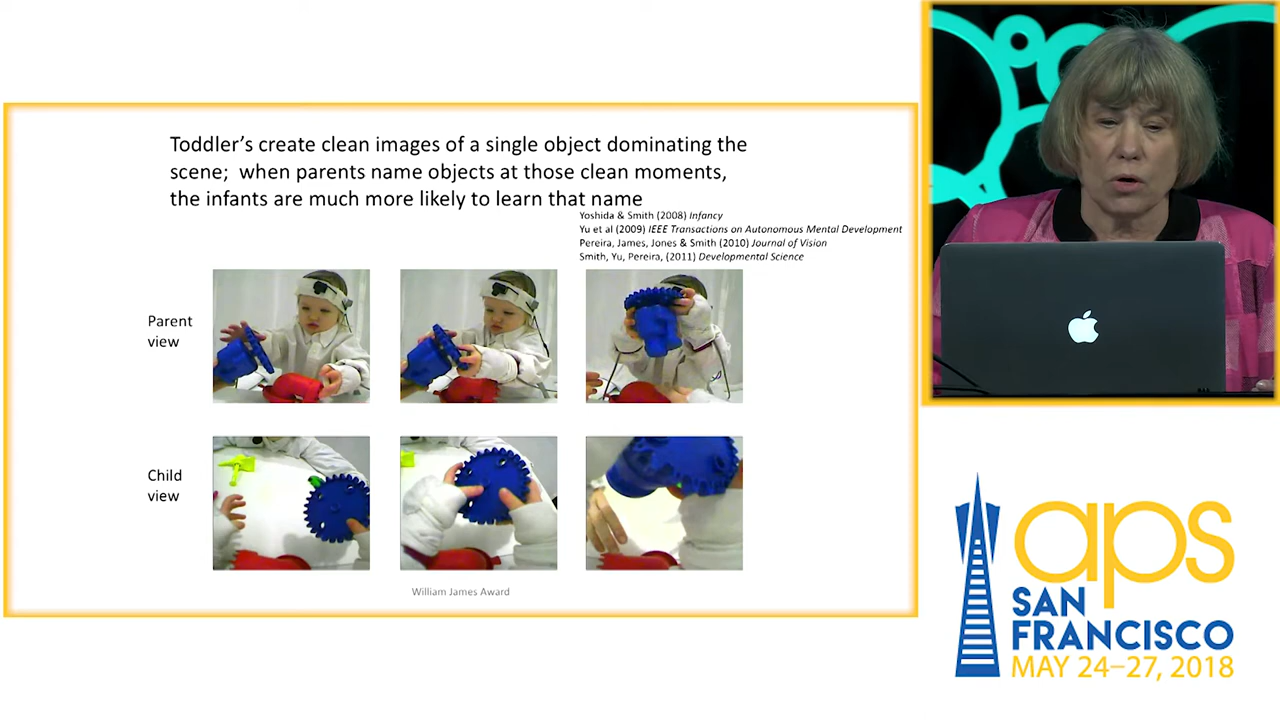 Toddler’s create clean images of a single object dominating the
scene;  when parents name objects at those clean moments,
the infants are much more likely to learn that name
Yoshida & Smith (2008) Infancy
Yu et al (2009) IEEE Transactions on Autonomous Mental Development
Pereira, James, Jones & Smith (2010) Journal of Vision
Smith, Yu, Pereira, (2011) Developmental Science
Parent
view
Child
view
William James Award
aps
SAN
FRANCISCO
MAY 24–27, 2018